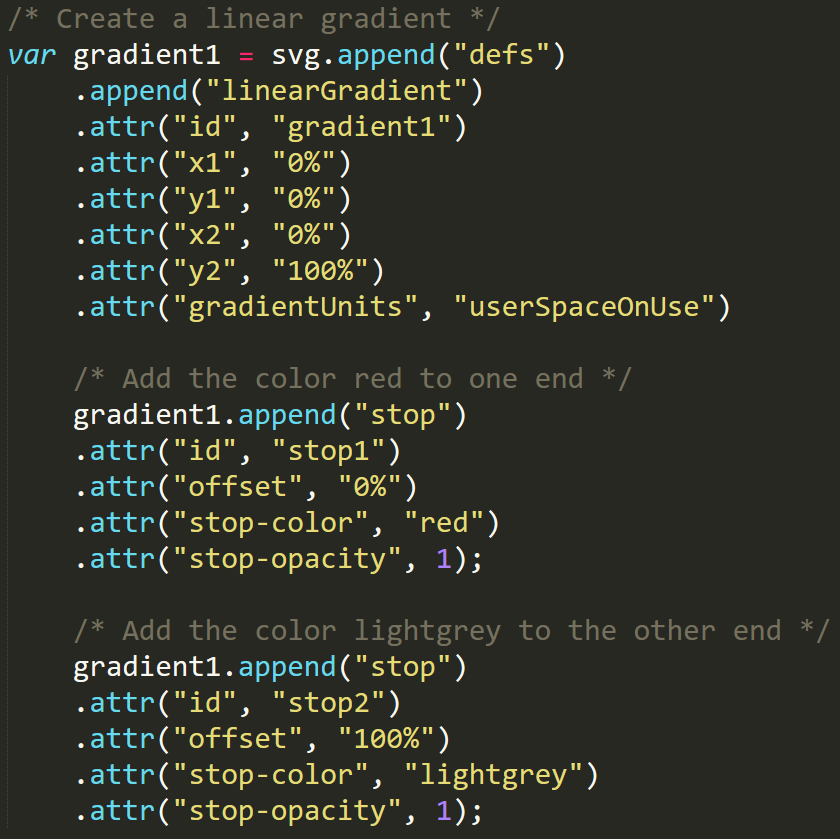 /* Create a linear gradient */
var gradient1 = svg.append("defs")
    .append("linearGradient")
    .attr("id", "gradient1")
    .attr("x1", "0%")
    .attr("y1", "0%")
    .attr("x2", "0%")
    .attr("y2", "100%")
    .attr("gradientUnits", "userSpaceOnUse")

    /* Add the color red to one end */
    gradient1.append("stop")
    .attr("id", "stop1")
    .attr("offset", "0%")
    .attr("stop-color", "red")
    .attr("stop-opacity", 1);

    /* Add the color lightgrey to the other end */
    gradient1.append("stop")
    .attr("id", "stop2")
    .attr("offset", "100%")
    .attr("stop-color", "lightgrey")
    .attr("stop-opacity", 1);